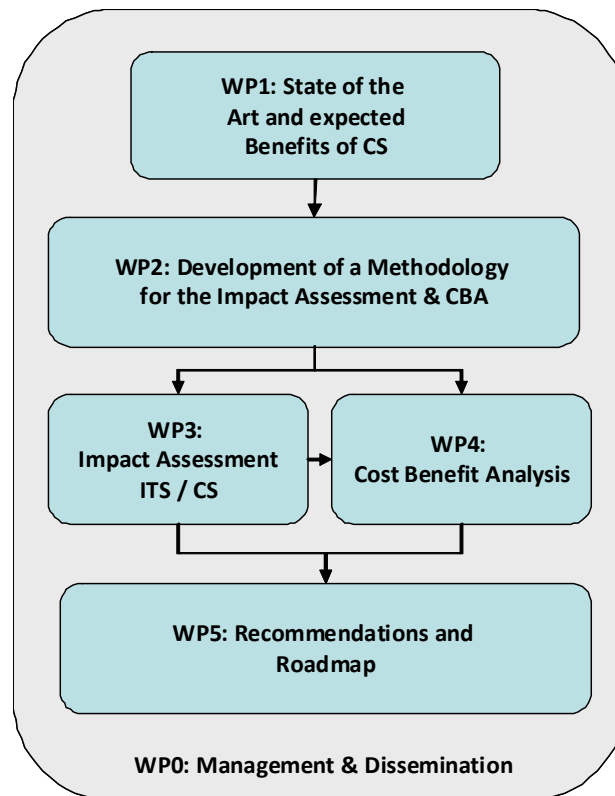 WP1: State of the
Art and expected
Benefits of CS
WP2: Development of a Methodology
for the Impact Assessment & CBA
WP3:
Impact Assessment
ITS / CS
WP4:
Cost Benefit Analysis
WP5: Recommendations and
Roadmap
WP0: Management & Dissemination